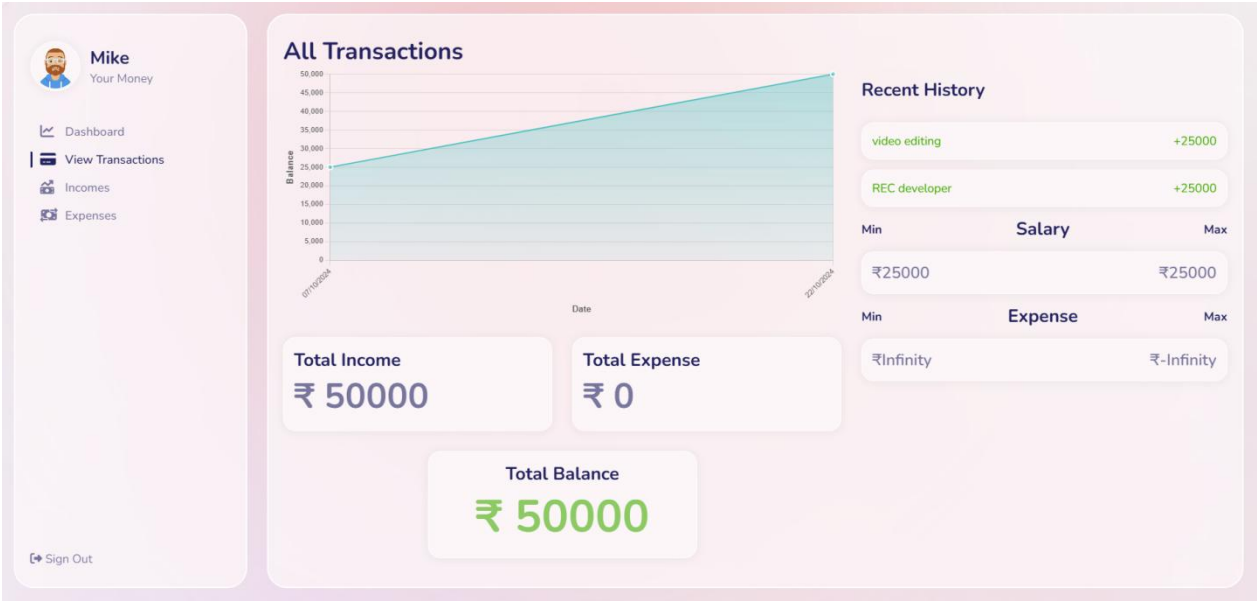 Mike
Your Money
Dashboard
View Transactions
Incomes
Expenses
Sign Out
All Transactions
50,000
45,000
40,000
35,000
30,000
25,000
20,000
15,000
10,000
5,000
0
Balance
07/10/2024
22/10/2024
Date
Total Income
₹ 50000
Total Expense
₹ 0
Total Balance
₹ 50000
Recent History
video editing +25000
REC developer +25000
Min Salary Max
₹25000 ₹25000
Min Expense Max
₹Infinity ₹-Infinity